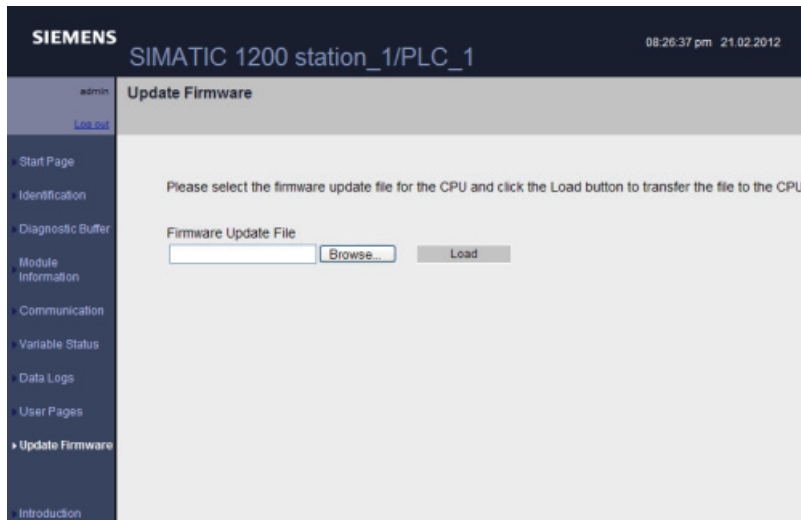 SIEMENS
SIMATIC 1200 station_1/PLC_1
08:26:37 pm 21.02.2012
admin
Log out
Update Firmware
Start Page
Identification
Diagnostic Buffer
Module
Information
Communication
Variable Status
Data Logs
User Pages
Update Firmware
Introduction
Please select the firmware update file for the CPU and click the Load button to transfer the file to the CPU
Firmware Update File
Browse...
Load